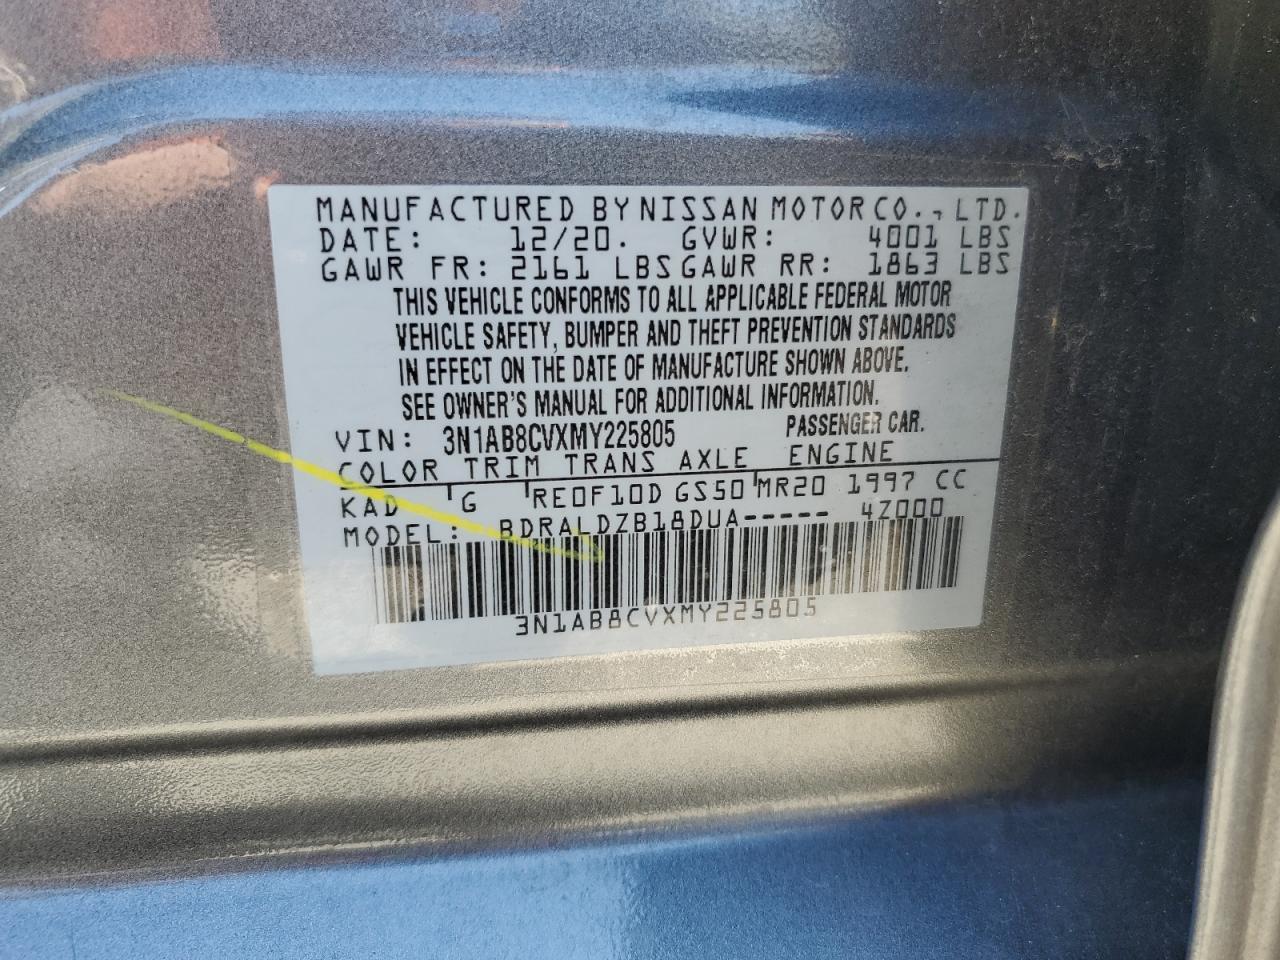 MANUFACTURED BY NISSAN MOTOR CO., LTD.
DATE: 12/20. GVWR: 4001 LBS
GAWR FR: 2161 LBS GAWR RR: 1863 LBS
THIS VEHICLE CONFORMS TO ALL APPLICABLE FEDERAL MOTOR
VEHICLE SAFETY, BUMPER AND THEFT PREVENTION STANDARDS
IN EFFECT ON THE DATE OF MANUFACTURE SHOWN ABOVE.
SEE OWNER'S MANUAL FOR ADDITIONAL INFORMATION.
VIN: 3N1AB8CVXMY225805 PASSENGER CAR.
COLOR TRIM TRANS AXLE ENGINE
KAD G RE0F10D GS50 MR20 1997 CC
MODEL: BDRALDZB18DUA----- 4Z000
3N1AB8CVXMY225805